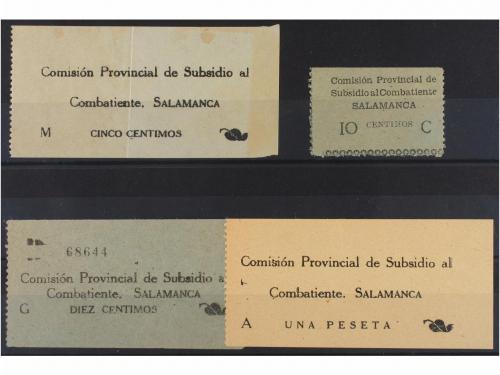 Comisión Provincial de Subsidio al
Combatiente, SALAMANCA
M CINCO CENTIMOS
Comisión Provincial de
Subsidio al Combatiente
SALAMANCA
10 CENTIMOS C
68644
Comisión Provincial de Subsidio a
Combatiente, SALAMANCA
G DIEZ CENTIMOS
Comisión Provincial de Subsidio al
Combatiente. SALAMANCA
A UNA PESETA